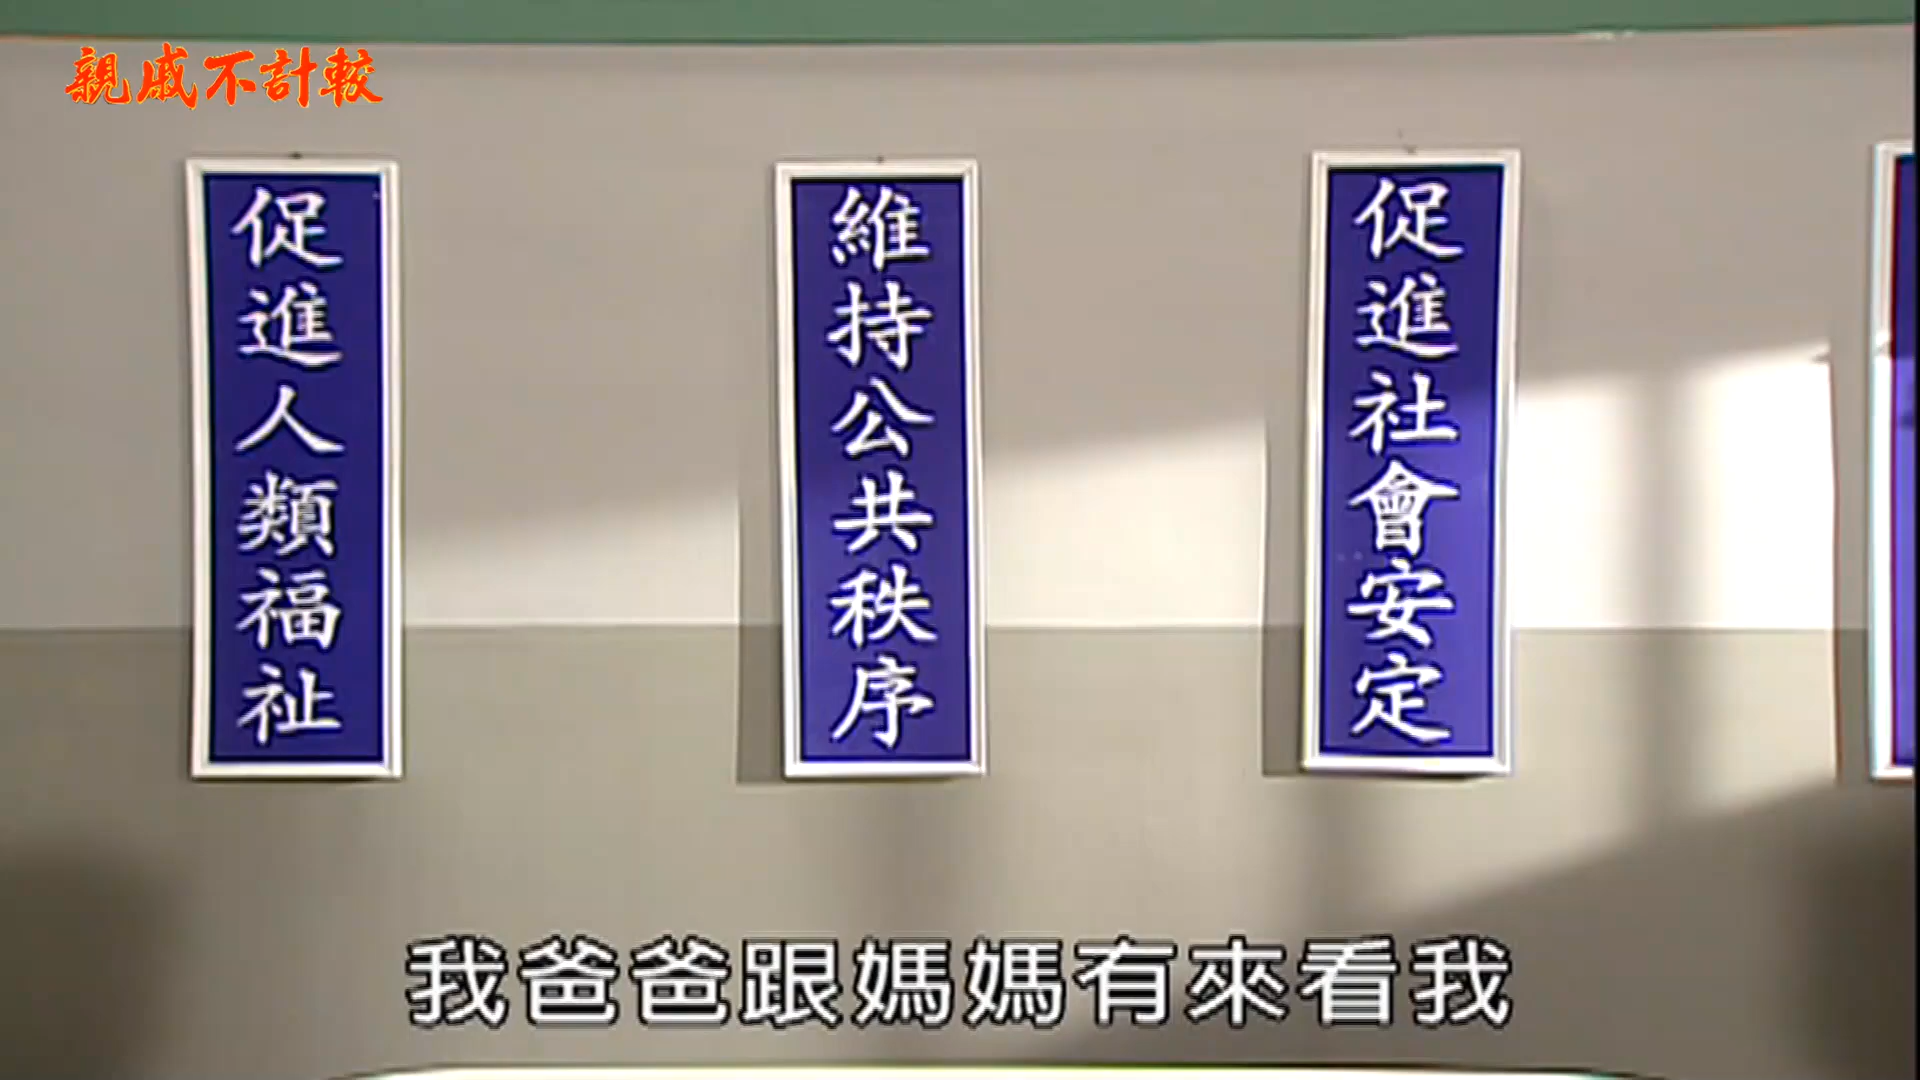 親戚不計較
促進人類福祉
維持公共秩序
促進社會安定
我爸爸跟媽媽有來看我